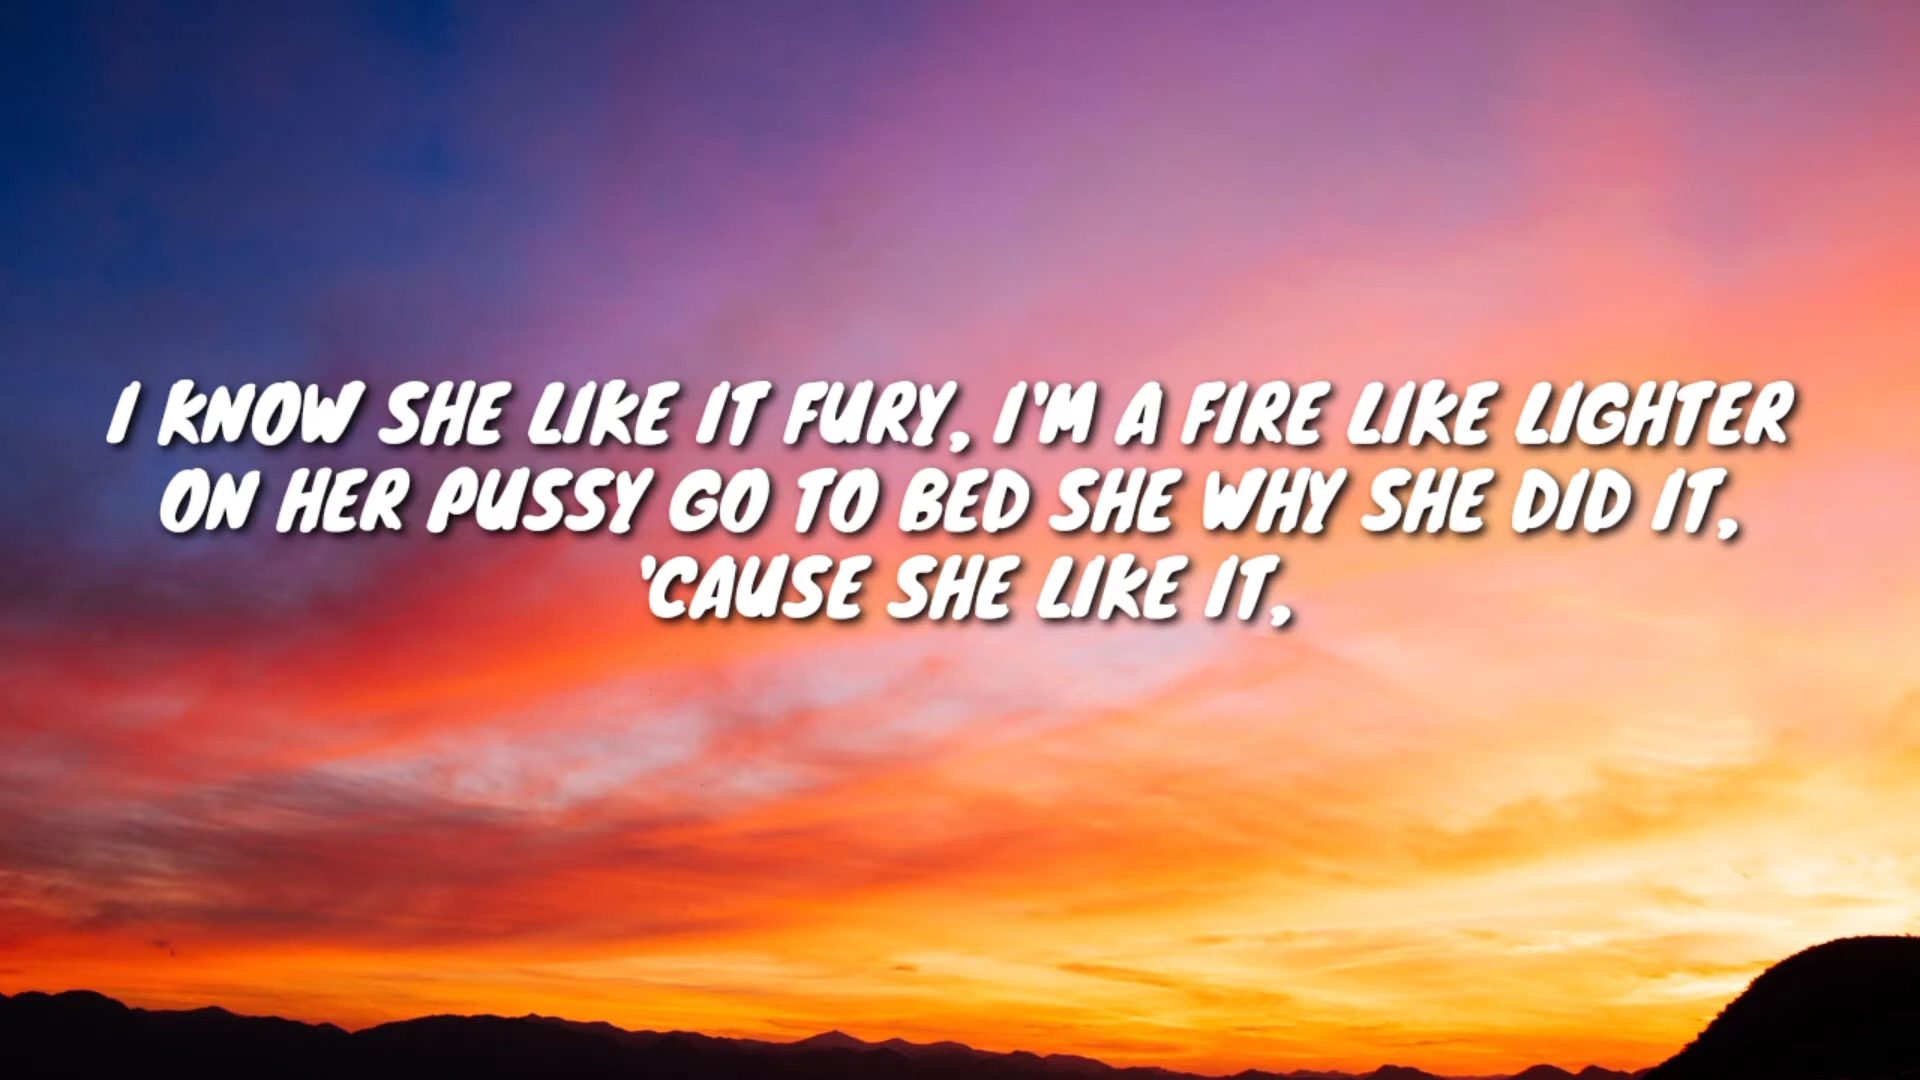 I KNOW SHE LIKE IT FURY, I'M A FIRE LIKE LIGHTER
ON HER PUSSY GO TO BED SHE WHY SHE DID IT,
'CAUSE SHE LIKE IT,